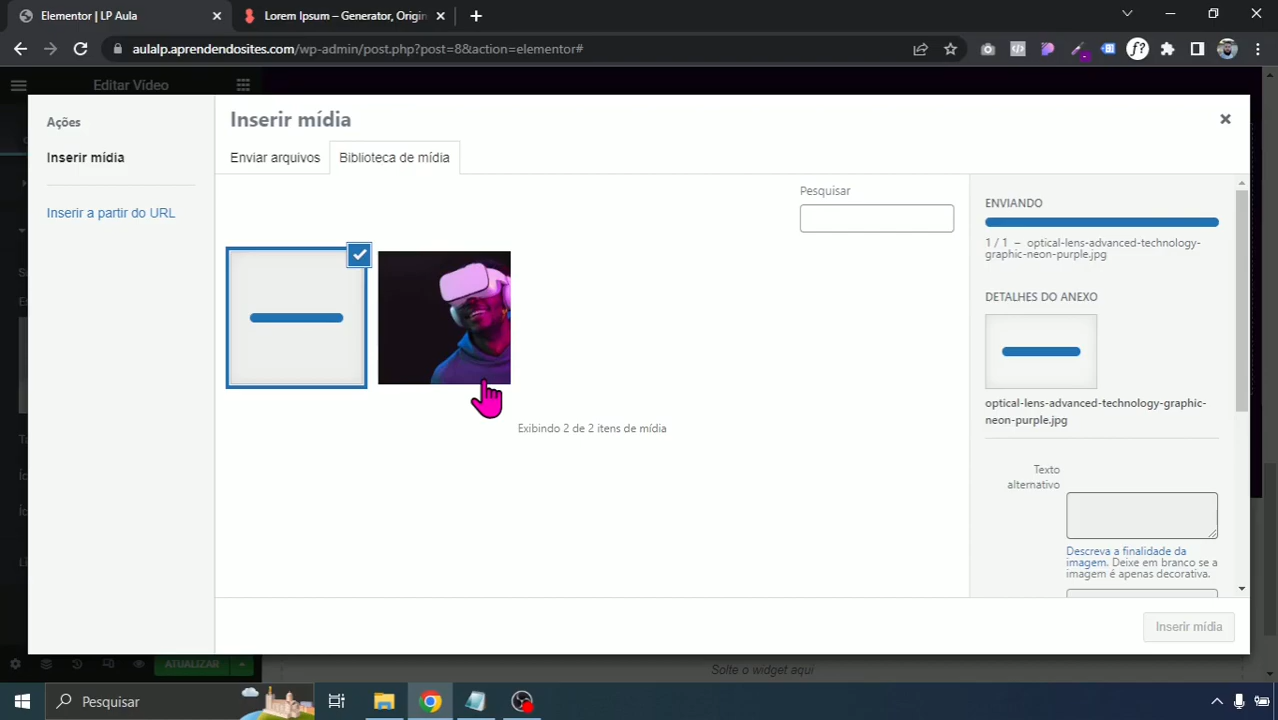 Elementor | LP Aula
Lorem Ipsum – Generator, Origin
aulalp.aprendendosites.com/wp-admin/post.php?post=8&action=elementor#
f?
Editar Vídeo
Ações
Inserir mídia
Inserir a partir do URL
Inserir mídia
Enviar arquivos
Biblioteca de mídia
Pesquisar
Exibindo 2 de 2 itens de mídia
ENVIANDO
1 / 1 – optical-lens-advanced-technology-
graphic-neon-purple.jpg
DETALHES DO ANEXO
optical-lens-advanced-technology-graphic-
neon-purple.jpg
Texto
alternativo
Descreva a finalidade da
imagem. Deixe em branco se a
imagem é apenas decorativa.
Inserir mídia
ATUALIZAR
Solte o widget aqui
Pesquisar